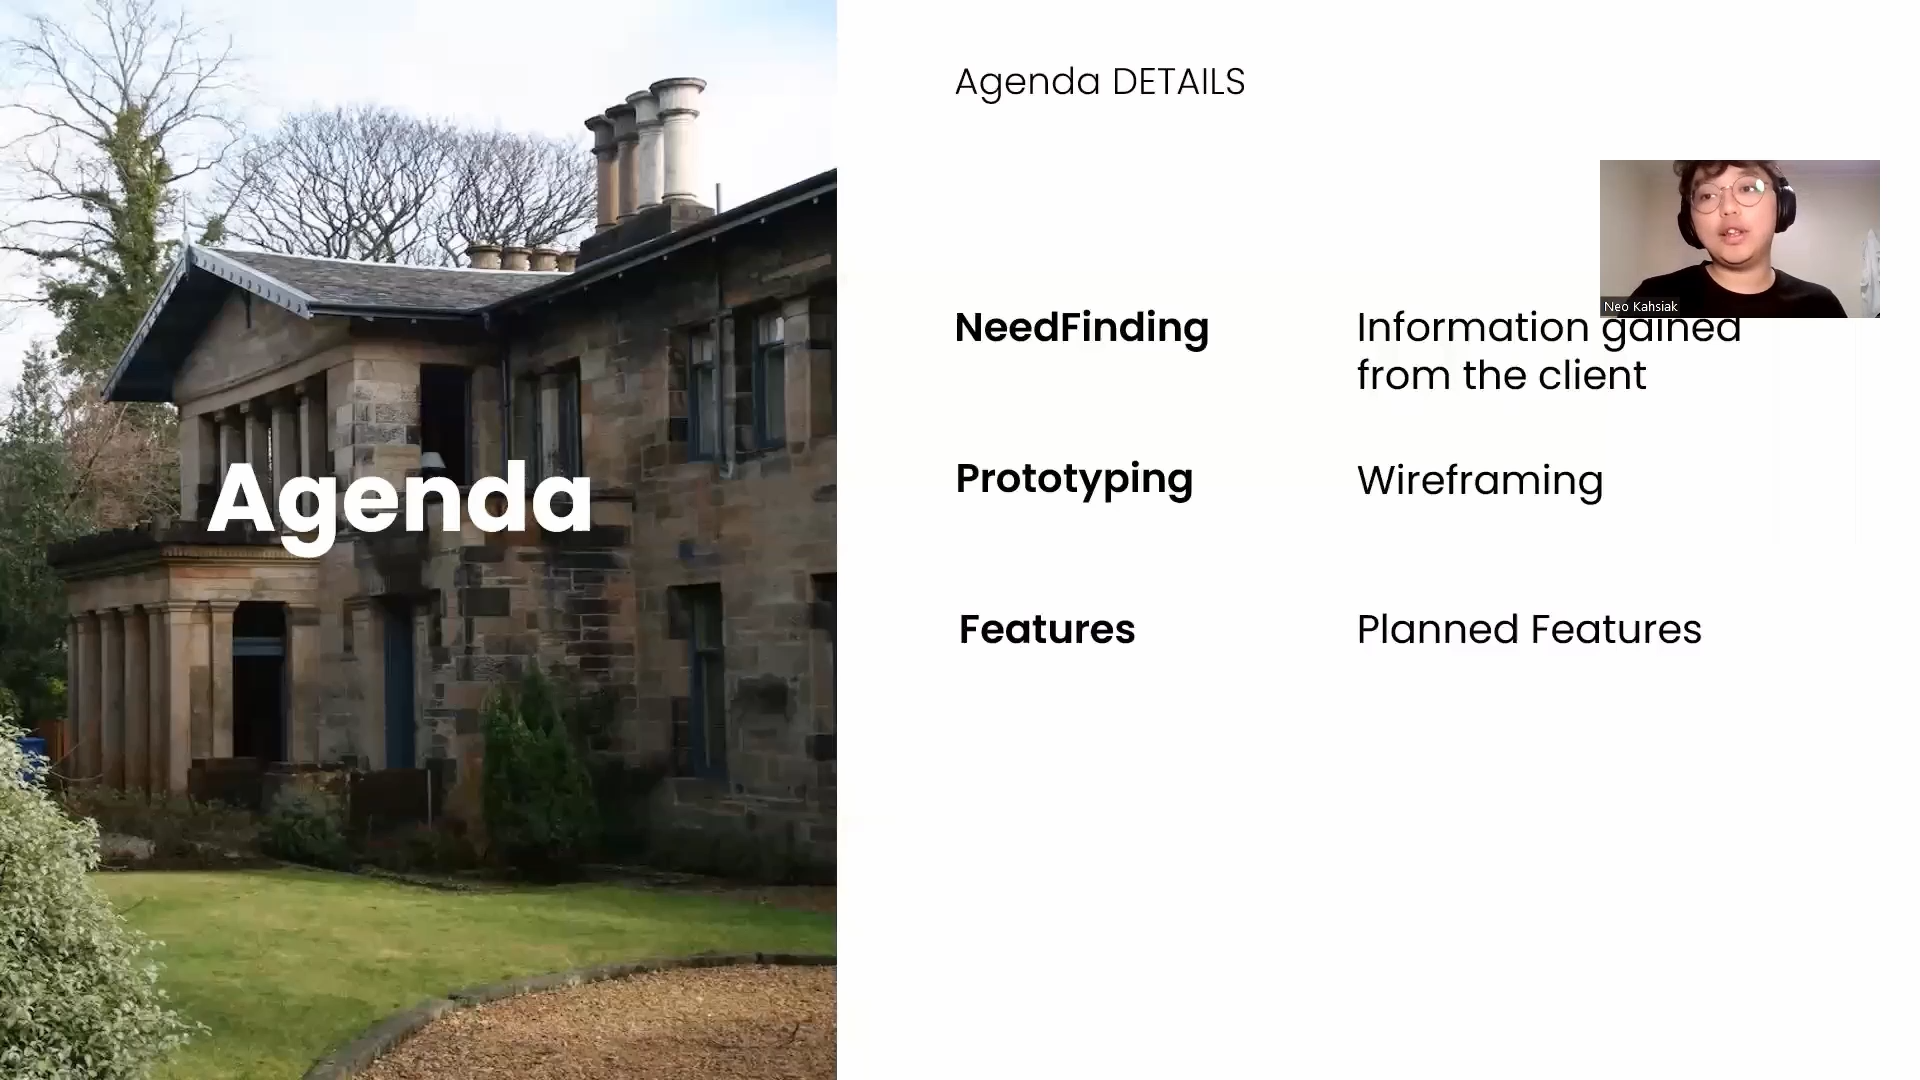 Agenda
Agenda DETAILS
Neo Kahsiak
NeedFinding
Information gained
from the client
Prototyping
Wireframing
Features
Planned Features